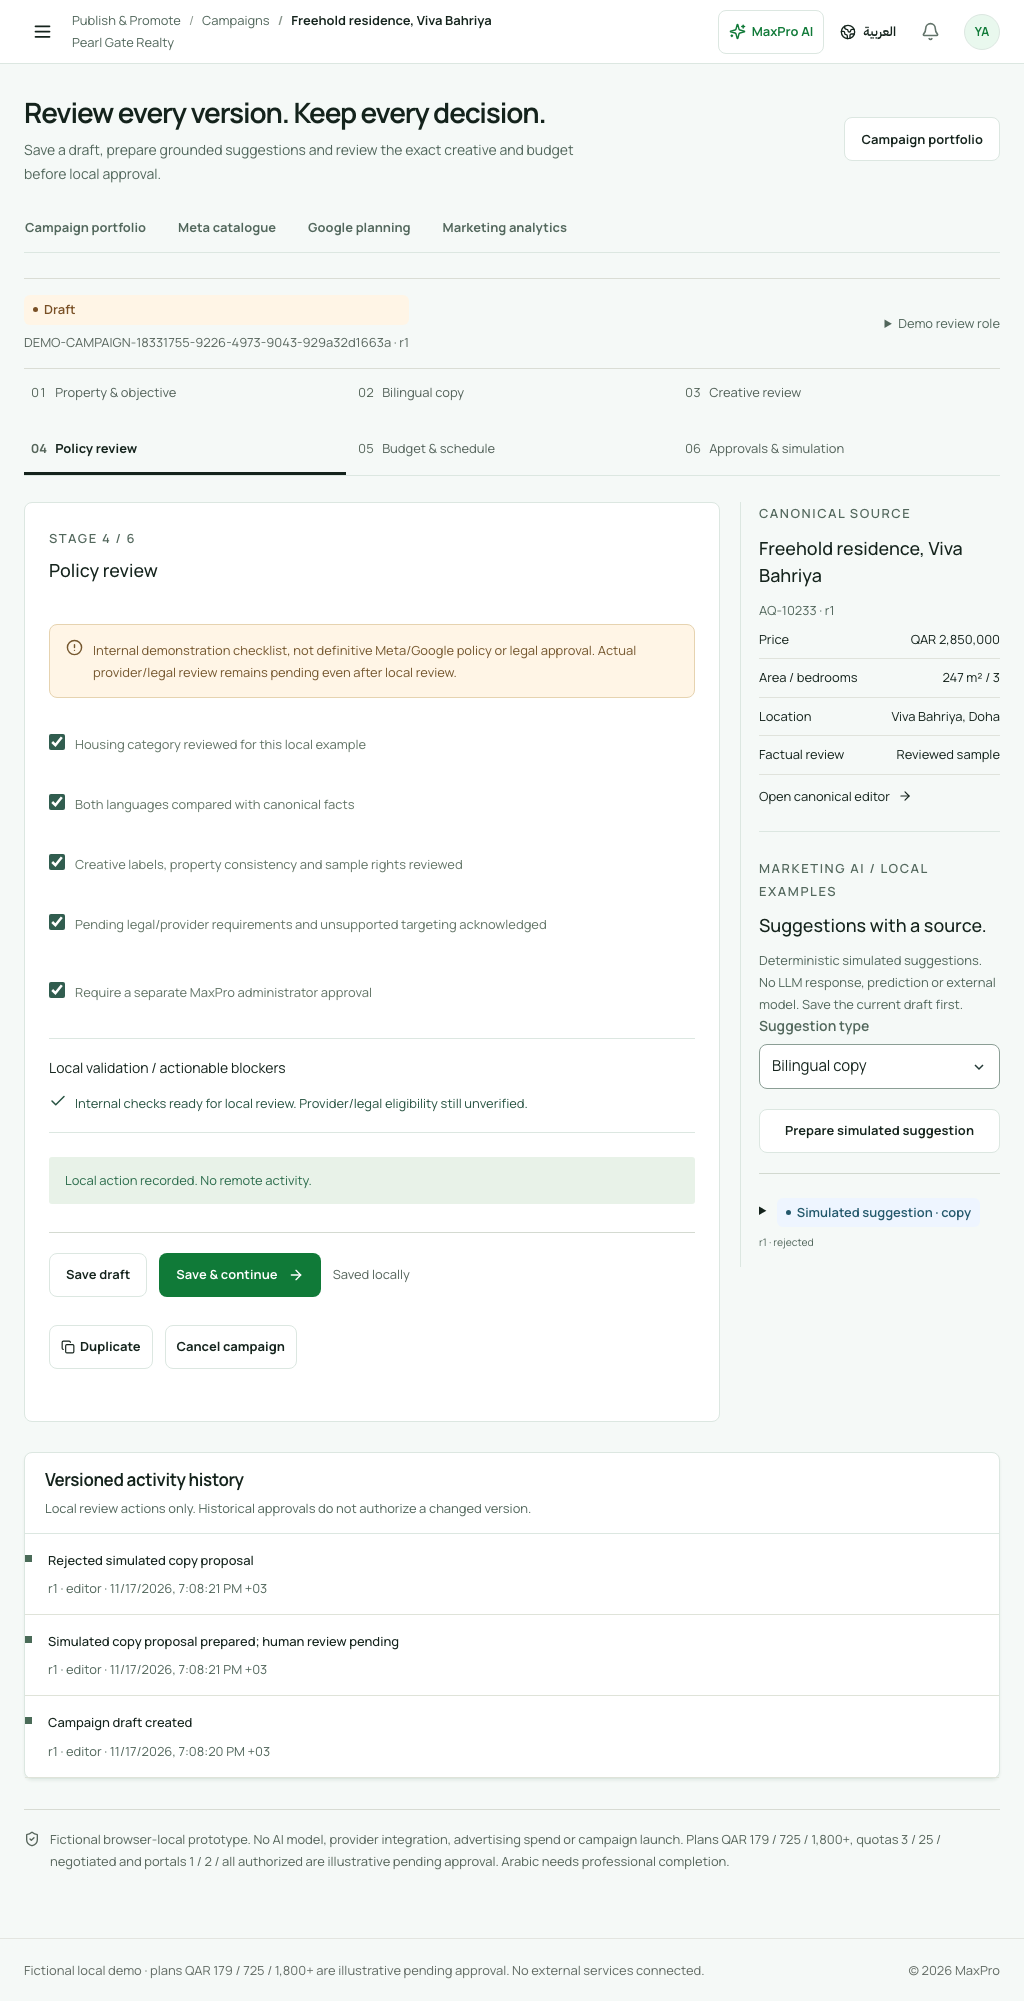 Publish & Promote / Campaigns / Freehold residence, Viva Bahriya
Pearl Gate Realty
MaxPro AI
العربية
YA
Review every version. Keep every decision.
Save a draft, prepare grounded suggestions and review the exact creative and budget
before local approval.
Campaign portfolio
Campaign portfolio
Meta catalogue
Google planning
Marketing analytics
Draft
DEMO-CAMPAIGN-18331755-9226-4973-9043-929a32d1663a · r1
Demo review role
01 Property & objective
02 Bilingual copy
03 Creative review
04 Policy review
05 Budget & schedule
06 Approvals & simulation
STAGE 4 / 6
Policy review
Internal demonstration checklist, not definitive Meta/Google policy or legal approval. Actual
provider/legal review remains pending even after local review.
Housing category reviewed for this local example
Both languages compared with canonical facts
Creative labels, property consistency and sample rights reviewed
Pending legal/provider requirements and unsupported targeting acknowledged
Require a separate MaxPro administrator approval
Local validation / actionable blockers
Internal checks ready for local review. Provider/legal eligibility still unverified.
Local action recorded. No remote activity.
Save draft
Save & continue
Saved locally
Duplicate
Cancel campaign
CANONICAL SOURCE
Freehold residence, Viva
Bahriya
AQ-10233 · r1
Price QAR 2,850,000
Area / bedrooms 247 m² / 3
Location Viva Bahriya, Doha
Factual review Reviewed sample
Open canonical editor
MARKETING AI / LOCAL
EXAMPLES
Suggestions with a source.
Deterministic simulated suggestions.
No LLM response, prediction or external
model. Save the current draft first.
Suggestion type
Bilingual copy
Prepare simulated suggestion
Simulated suggestion · copy
r1 · rejected
Versioned activity history
Local review actions only. Historical approvals do not authorize a changed version.
Rejected simulated copy proposal
r1 · editor · 11/17/2026, 7:08:21 PM +03
Simulated copy proposal prepared; human review pending
r1 · editor · 11/17/2026, 7:08:21 PM +03
Campaign draft created
r1 · editor · 11/17/2026, 7:08:20 PM +03
Fictional browser-local prototype. No AI model, provider integration, advertising spend or campaign launch. Plans QAR 179 / 725 / 1,800+, quotas 3 / 25 /
negotiated and portals 1 / 2 / all authorized are illustrative pending approval. Arabic needs professional completion.
Fictional local demo · plans QAR 179 / 725 / 1,800+ are illustrative pending approval. No external services connected.
© 2026 MaxPro